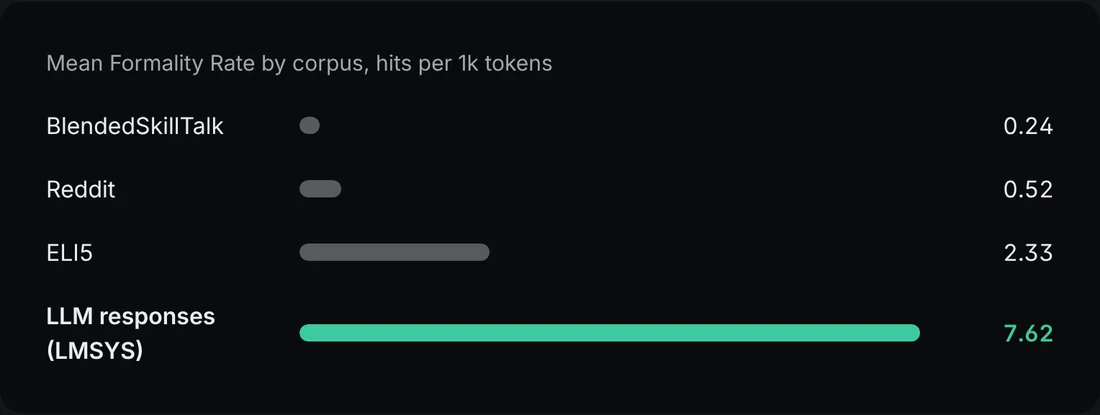 Mean Formality Rate by corpus, hits per 1k tokens
BlendedSkillTalk 0.24
Reddit 0.52
ELI5 2.33
LLM responses
(LMSYS) 7.62